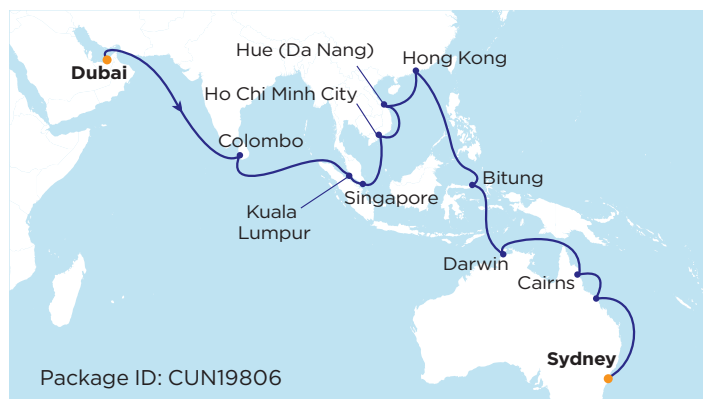 Hue (Da Nang)
Hong Kong
Dubai
Ho Chi Minh City
Colombo
Bitung
Singapore
Kuala
Lumpur
Darwin
Cairns
Sydney
Package ID: CUN19806